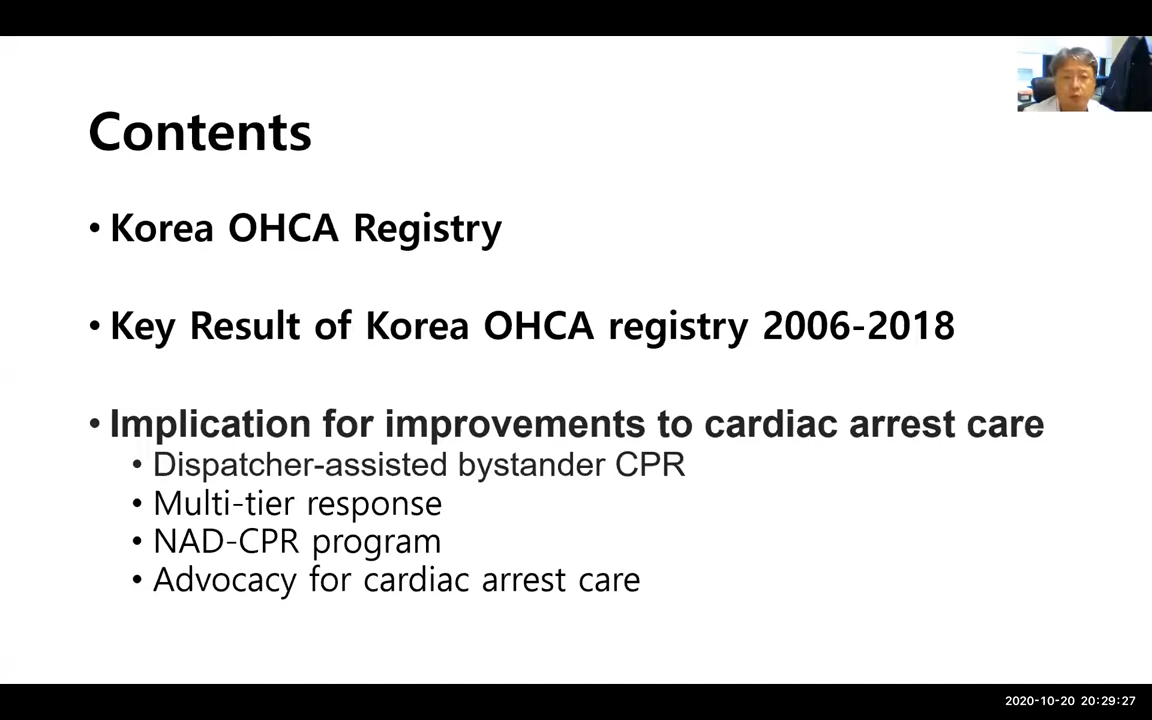 Contents
• Korea OHCA Registry
• Key Result of Korea OHCA registry 2006-2018
• Implication for improvements to cardiac arrest care
• Dispatcher-assisted bystander CPR
• Multi-tier response
• NAD-CPR program
• Advocacy for cardiac arrest care
2020-10-20 20:29:27